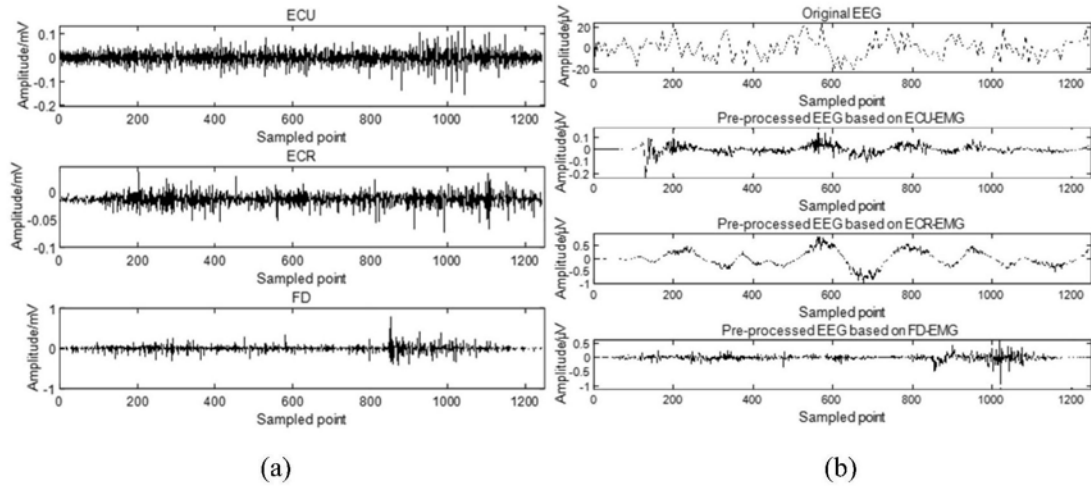 ECU
Amplitude/mV
0.1
0
-0.1
-0.2
0 200 400 600 800 1000 1200
Sampled point
ECR
Amplitude/mV
0
-0.05
-0.1
0 200 400 600 800 1000 1200
Sampled point
FD
Amplitude/mV
1
0
-1
0 200 400 600 800 1000 1200
Sampled point
(a)
Original EEG
Amplitude/µV
20
0
-20
0 200 400 600 800 1000 1200
Sampled point
Pre-processed EEG based on ECU-EMG
Amplitude/µV
0.1
0
-0.1
-0.2
0 200 400 600 800 1000 1200
Sampled point
Pre-processed EEG based on ECR-EMG
Amplitude/µV
0.5
0
-0.5
-1
0 200 400 600 800 1000 1200
Sampled point
Pre-processed EEG based on FD-EMG
Amplitude/µV
0.5
0
-0.5
-1
0 200 400 600 800 1000 1200
Sampled point
(b)